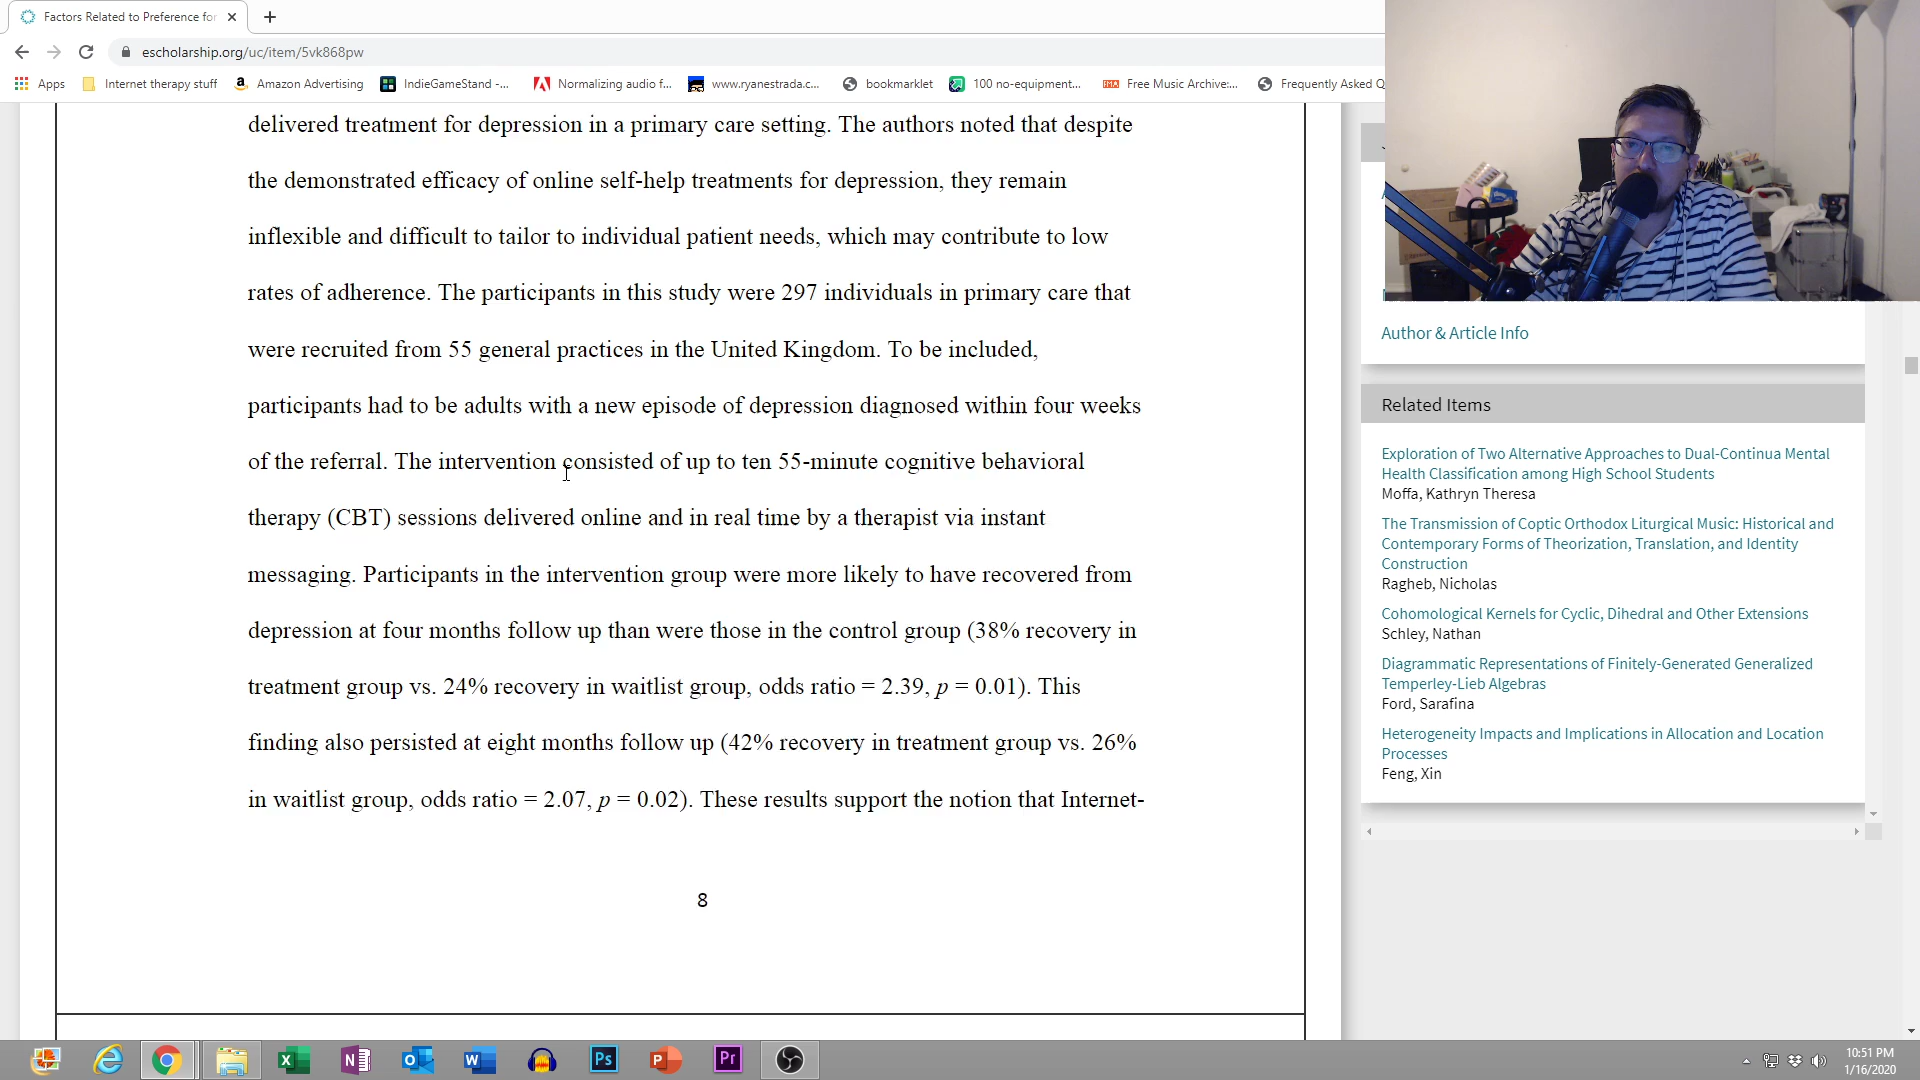 Factors Related to Preference for
escholarship.org/uc/item/5vk868pw
Apps
Internet therapy stuff
Amazon Advertising
IndieGameStand -...
Normalizing audio f...
www.ryanestrada.c...
bookmarklet
100 no-equipment...
Free Music Archive:...
Frequently Asked Q
delivered treatment for depression in a primary care setting. The authors noted that despite
the demonstrated efficacy of online self-help treatments for depression, they remain
inflexible and difficult to tailor to individual patient needs, which may contribute to low
rates of adherence. The participants in this study were 297 individuals in primary care that
were recruited from 55 general practices in the United Kingdom. To be included,
participants had to be adults with a new episode of depression diagnosed within four weeks
of the referral. The intervention consisted of up to ten 55-minute cognitive behavioral
therapy (CBT) sessions delivered online and in real time by a therapist via instant
messaging. Participants in the intervention group were more likely to have recovered from
depression at four months follow up than were those in the control group (38% recovery in
treatment group vs. 24% recovery in waitlist group, odds ratio = 2.39, p = 0.01). This
finding also persisted at eight months follow up (42% recovery in treatment group vs. 26%
in waitlist group, odds ratio = 2.07, p = 0.02). These results support the notion that Internet-
8
Author & Article Info
Related Items
Exploration of Two Alternative Approaches to Dual-Continua Mental
Health Classification among High School Students
Moffa, Kathryn Theresa
The Transmission of Coptic Orthodox Liturgical Music: Historical and
Contemporary Forms of Theorization, Translation, and Identity
Construction
Ragheb, Nicholas
Cohomological Kernels for Cyclic, Dihedral and Other Extensions
Schley, Nathan
Diagrammatic Representations of Finitely-Generated Generalized
Temperley-Lieb Algebras
Ford, Sarafina
Heterogeneity Impacts and Implications in Allocation and Location
Processes
Feng, Xin
10:51 PM
1/16/2020